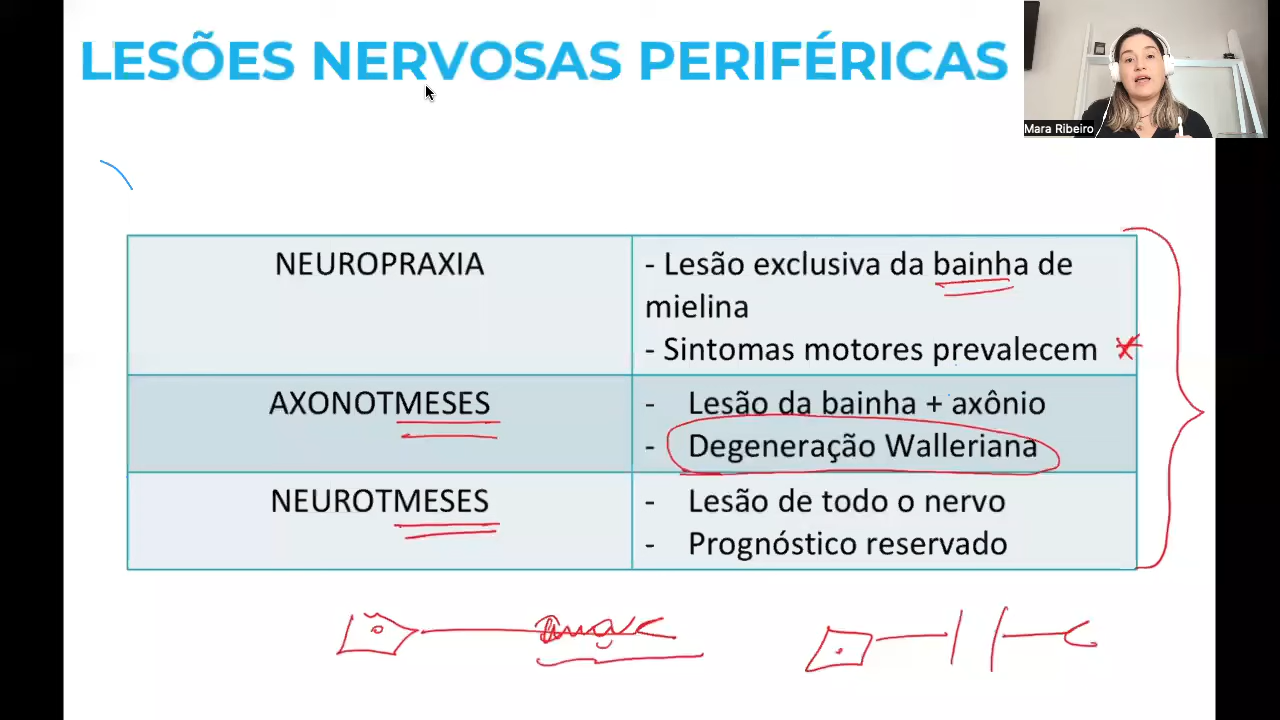 LESÕES NERVOSAS PERIFÉRICAS
Mara Ribeiro
NEUROPRAXIA
- Lesão exclusiva da bainha de
mielina
- Sintomas motores prevalecem
AXONOTMESES
- Lesão da bainha + axônio
- Degeneração Walleriana
NEUROTMESES
- Lesão de todo o nervo
- Prognóstico reservado